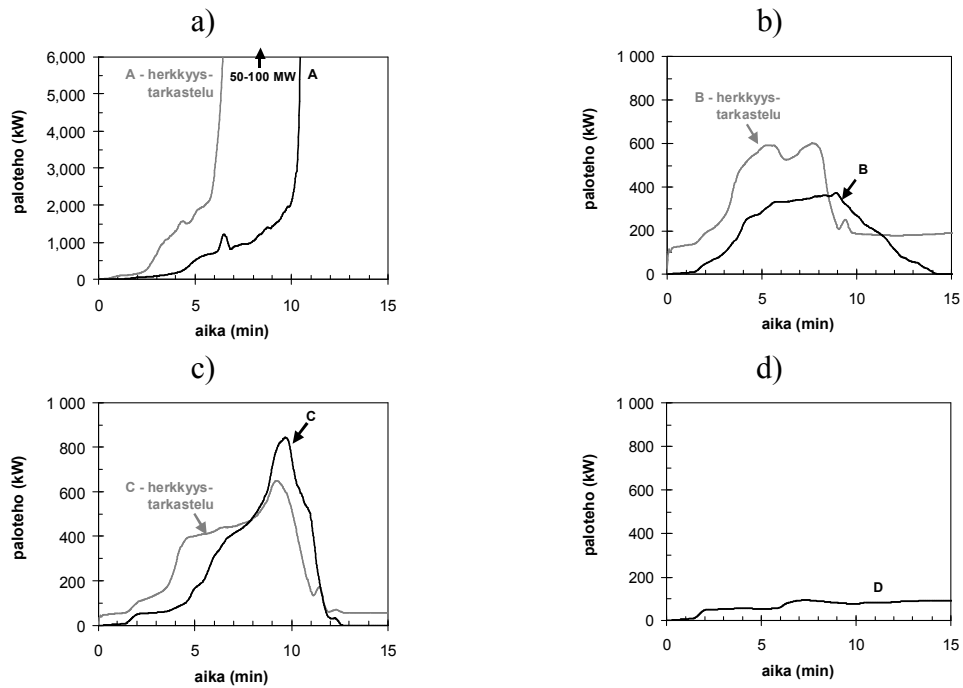 a)
6,000
5,000
4,000
3,000
2,000
1,000
0
paloteho (kW)
A - herkkyys-
tarkastelu
50-100 MW
A
0 5 10 15
aika (min)
b)
1 000
800
600
400
200
0
paloteho (kW)
B - herkkyys-
tarkastelu
B
0 5 10 15
aika (min)
c)
1 000
800
600
400
200
0
paloteho (kW)
C
C - herkkyys-
tarkastelu
0 5 10 15
aika (min)
d)
1 000
800
600
400
200
0
paloteho (kW)
D
0 5 10 15
aika (min)